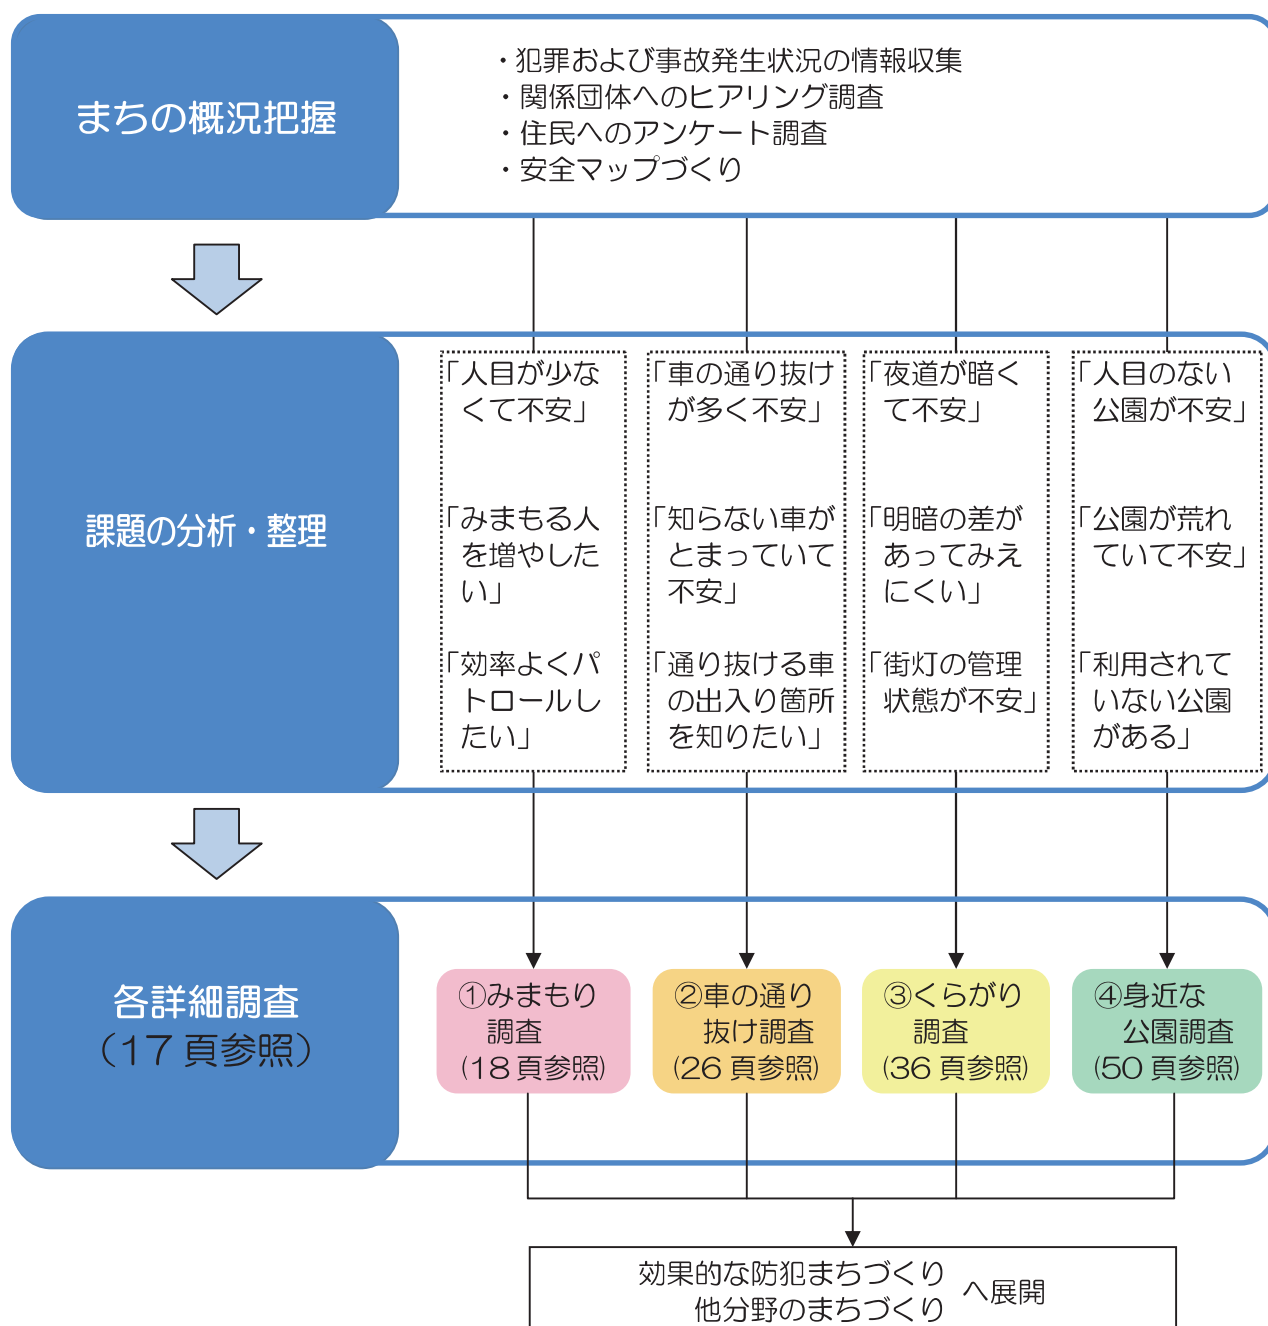 まちの概況把握
・犯罪および事故発生状況の情報収集
・関係団体へのヒアリング調査
・住民へのアンケート調査
・安全マップづくり
課題の分析・整理
「人目が少な
くて不安」
「みまもる人
を増やした
い」
「効率よくパ
トロールし
たい」
「車の通り抜け
が多く不安」
「知らない車が
とまっていて
不安」
「通り抜ける車
の出入り箇所
を知りたい」
「夜道が暗く
て不安」
「明暗の差が
あってみえ
にくい」
「街灯の管理
状態が不安」
「人目のない
公園が不安」
「公園が荒れ
ていて不安」
「利用されて
いない公園
がある」
各詳細調査
（17 頁参照）
①みまもり
調査
(18 頁参照)
②車の通り
抜け調査
(26 頁参照)
③くらがり
調査
(36 頁参照)
④身近な
公園調査
(50 頁参照)
効果的な防犯まちづくり
他分野のまちづくり
へ展開